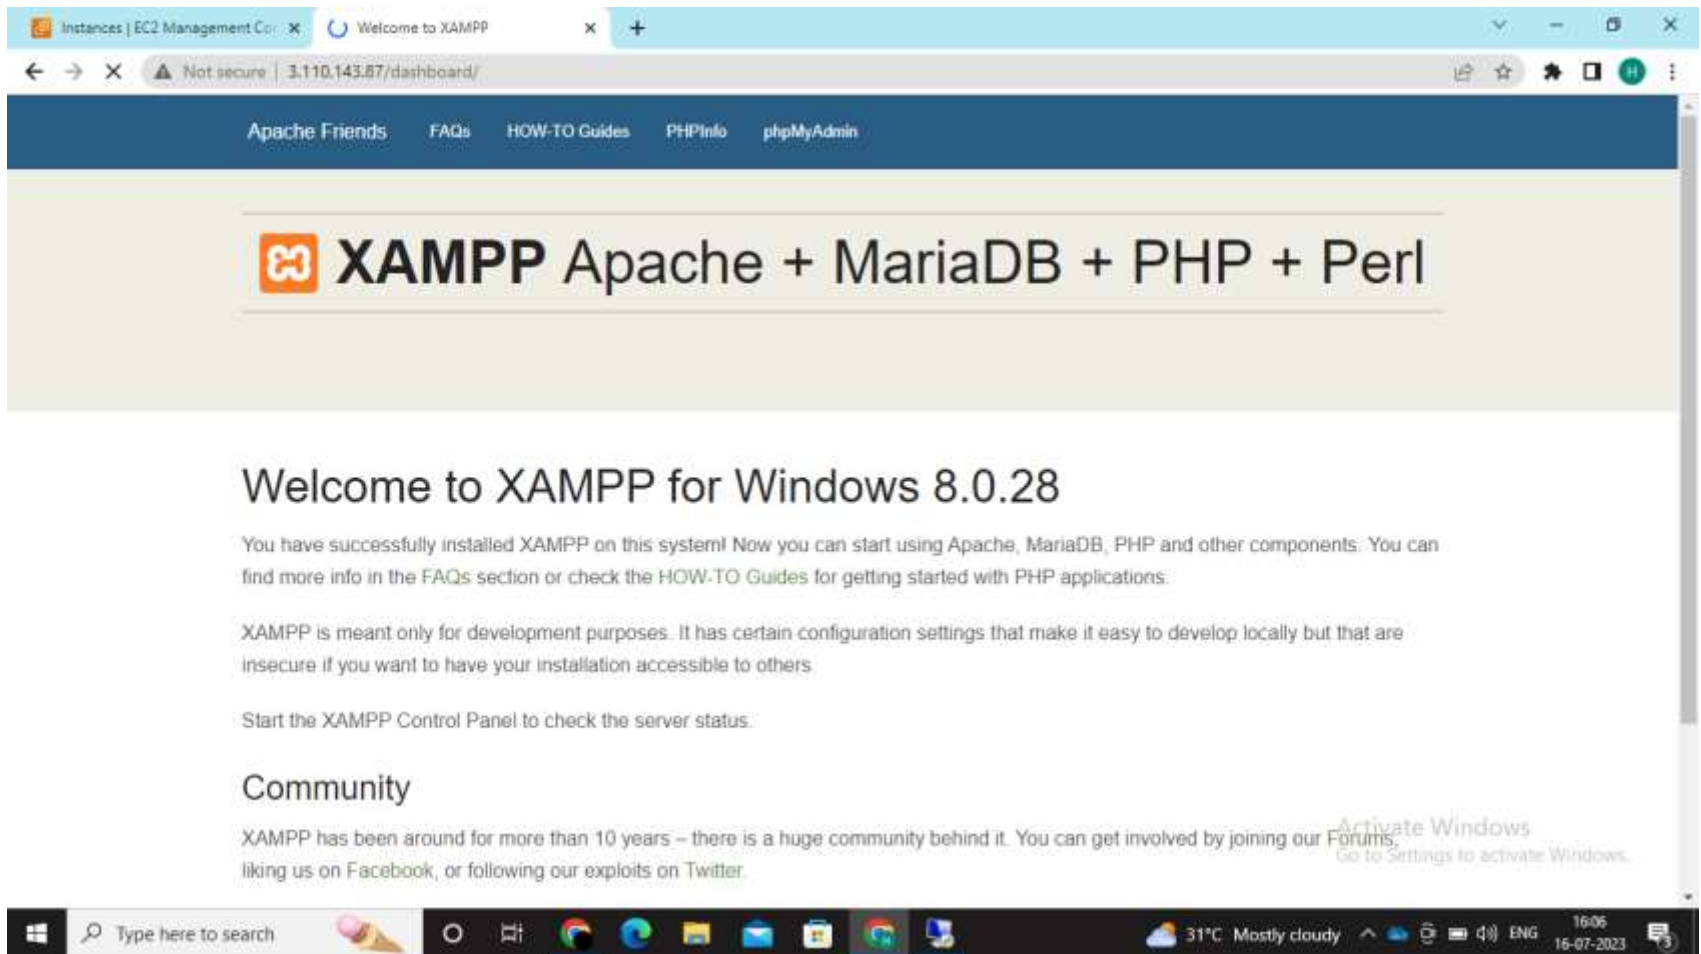 Instances | EC2 Management Co
Welcome to XAMPP
Not secure | 3.110.143.87/dashboard/
H
Apache Friends FAQs HOW-TO Guides PHPInfo phpMyAdmin
XAMPP Apache + MariaDB + PHP + Perl
Welcome to XAMPP for Windows 8.0.28
You have successfully installed XAMPP on this system! Now you can start using Apache, MariaDB, PHP and other components. You can
find more info in the FAQs section or check the HOW-TO Guides for getting started with PHP applications.
XAMPP is meant only for development purposes. It has certain configuration settings that make it easy to develop locally but that are
insecure if you want to have your installation accessible to others.
Start the XAMPP Control Panel to check the server status.
Community
XAMPP has been around for more than 10 years – there is a huge community behind it. You can get involved by joining our Forums,
liking us on Facebook, or following our exploits on Twitter.
Activate Windows
Go to Settings to activate Windows.
Type here to search
31°C Mostly cloudy
ENG
16:06
16-07-2023
3